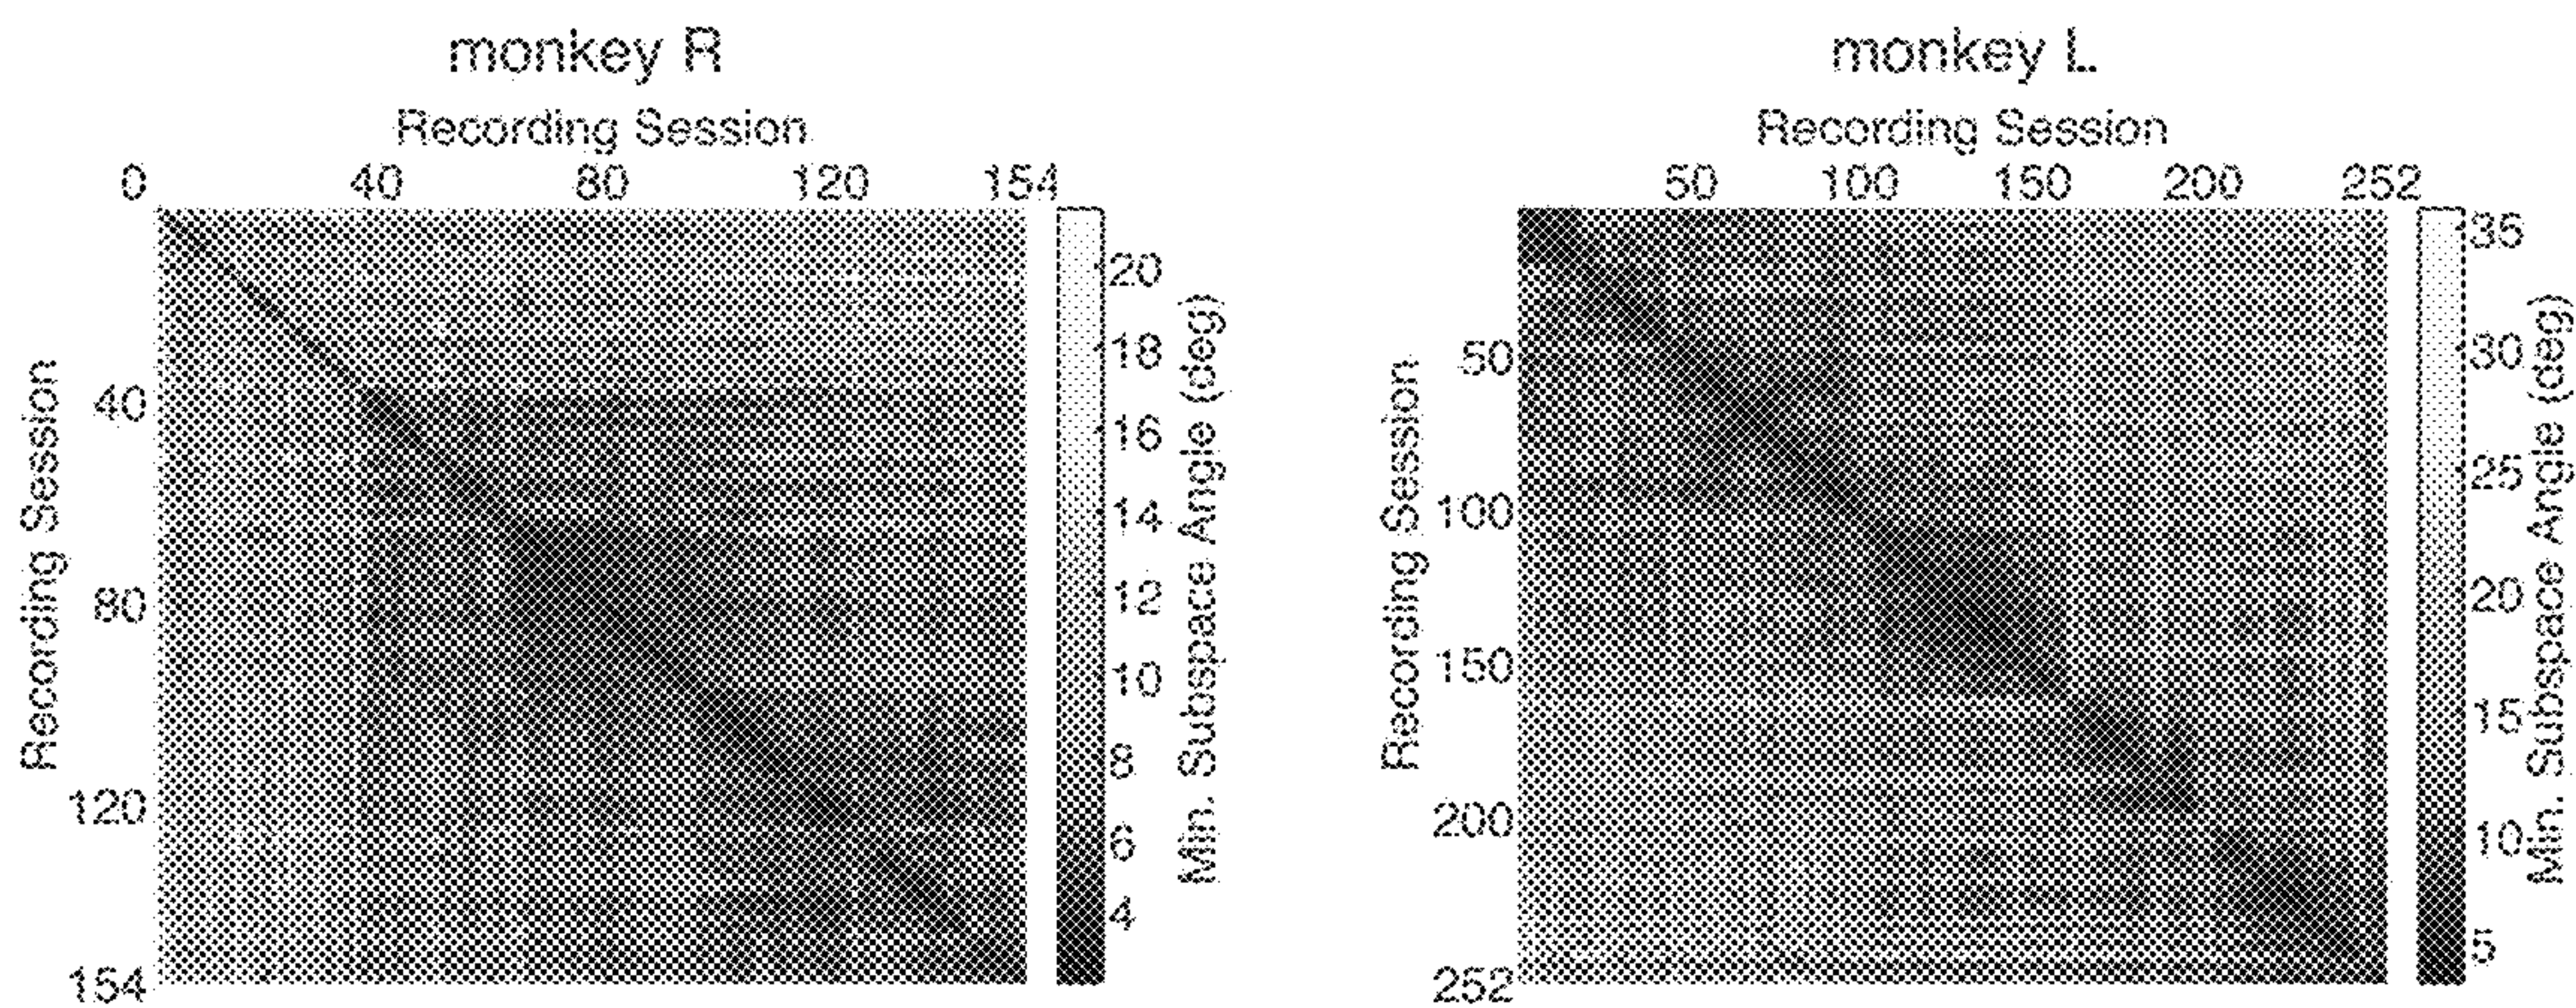 monkey R
Recording Session
0 40 80 120 154
Recording Session
40
80
120
154
20
18
16
14
12
10
8
6
4
Min. Subspace Angle (deg)
monkey L
Recording Session
50 100 150 200 252
Recording Session
50
100
150
200
252
35
30
25
20
15
10
5
Min. Subspace Angle (deg)